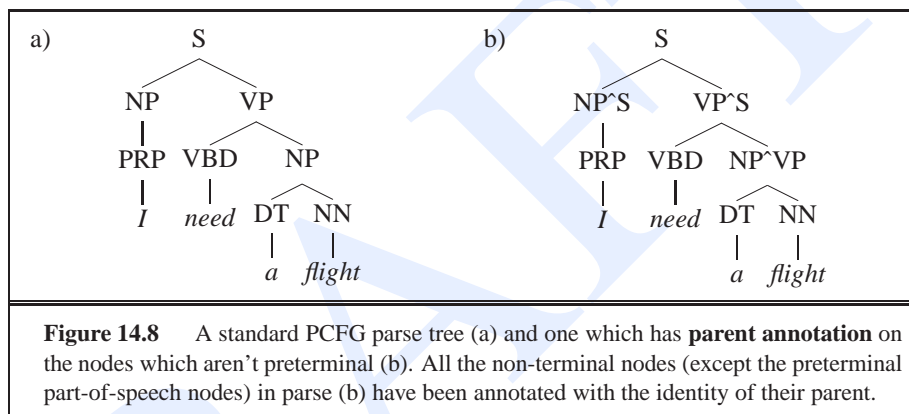 a) S b) S
NP VP NP^S VP^S
PRP VBD NP PRP VBD NP^VP
I need DT NN I need DT NN
a flight a flight
Figure 14.8 A standard PCFG parse tree (a) and one which has parent annotation on
the nodes which aren't preterminal (b). All the non-terminal nodes (except the preterminal
part-of-speech nodes) in parse (b) have been annotated with the identity of their parent.